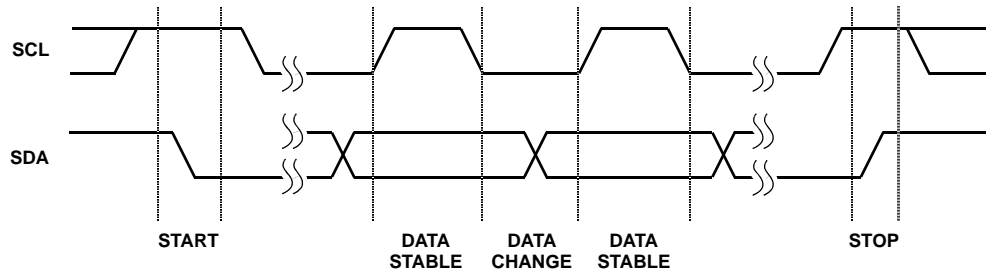 SCL
SDA
START
DATA
STABLE
DATA
CHANGE
DATA
STABLE
STOP